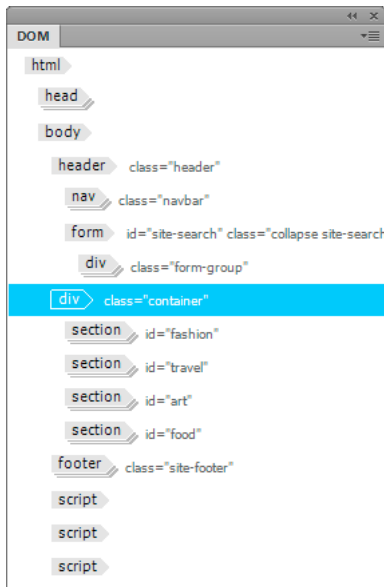 DOM
html
head
body
header class="header"
nav class="navbar"
form id="site-search" class="collapse site-search
div class="form-group"
div class="container"
section id="fashion"
section id="travel"
section id="art"
section id="food"
footer class="site-footer"
script
script
script